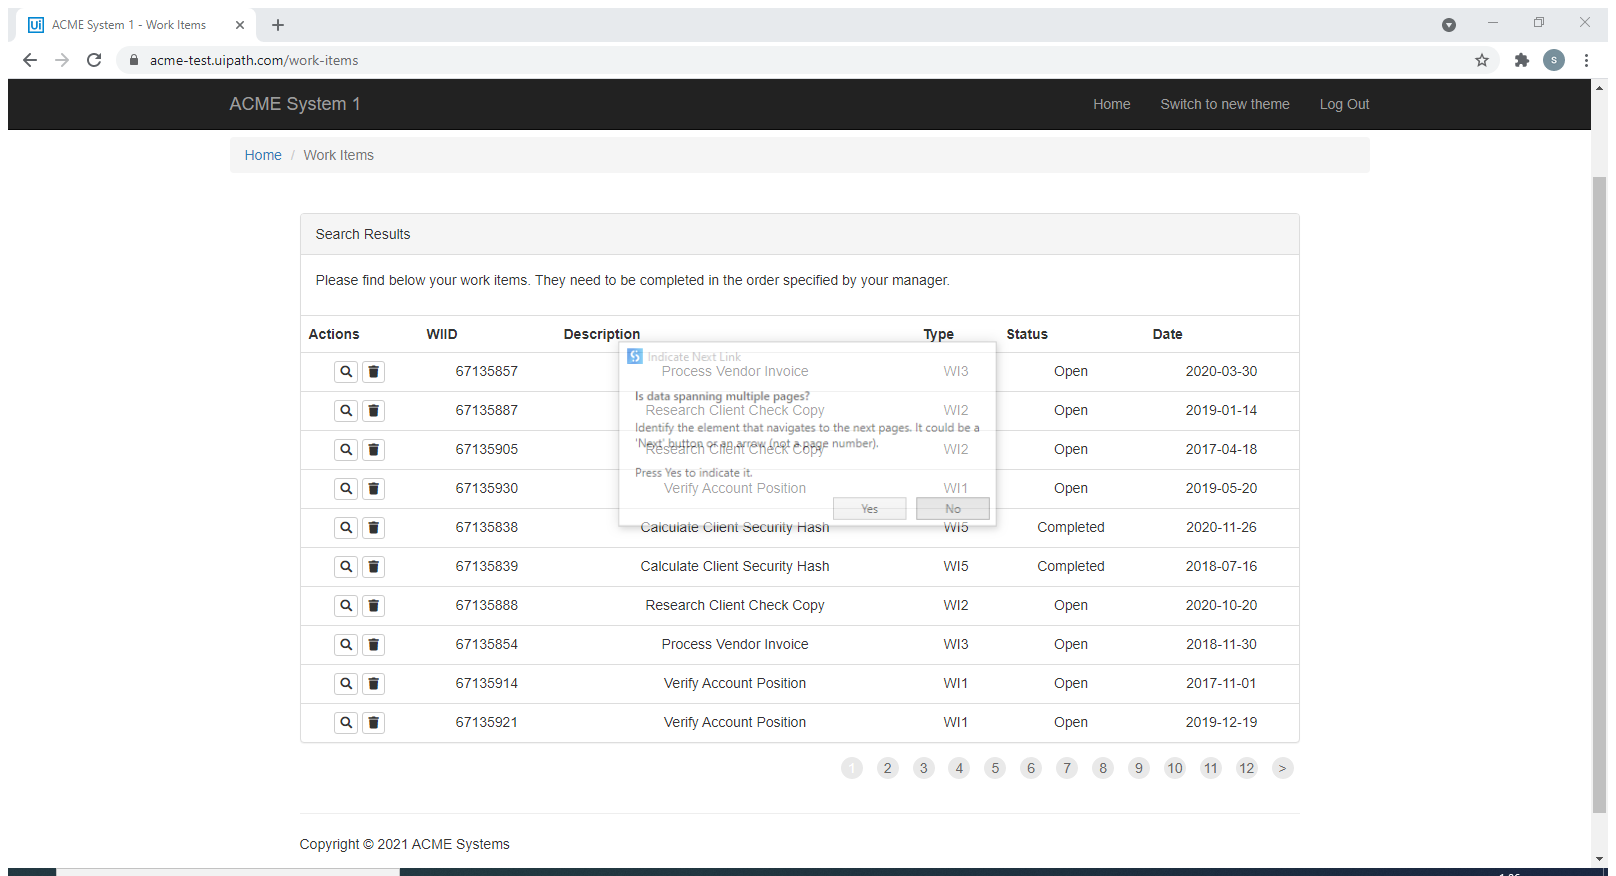 ACME System 1 - Work Items
acme-test.uipath.com/work-items
S
ACME System 1 Home Switch to new theme Log Out
Home / Work Items
Search Results
Please find below your work items. They need to be completed in the order specified by your manager.
Actions WIID Description Type Status Date
Indicate Next Link
67135857 Process Vendor Invoice WI3 Open 2020-03-30
Is data spanning multiple pages?
67135887 Research Client Check Copy WI2 Open 2019-01-14
Identify the element that navigates to the next pages. It could be a
'Next' button or an arrow (not a page number).
67135905 Research Client Check Copy WI2 Open 2017-04-18
Press Yes to indicate it.
67135930 Verify Account Position WI1 Open 2019-05-20
Yes No
67135838 Calculate Client Security Hash WI5 Completed 2020-11-26
67135839 Calculate Client Security Hash WI5 Completed 2018-07-16
67135888 Research Client Check Copy WI2 Open 2020-10-20
67135854 Process Vendor Invoice WI3 Open 2018-11-30
67135914 Verify Account Position WI1 Open 2017-11-01
67135921 Verify Account Position WI1 Open 2019-12-19
1 2 3 4 5 6 7 8 9 10 11 12 >
Copyright © 2021 ACME Systems